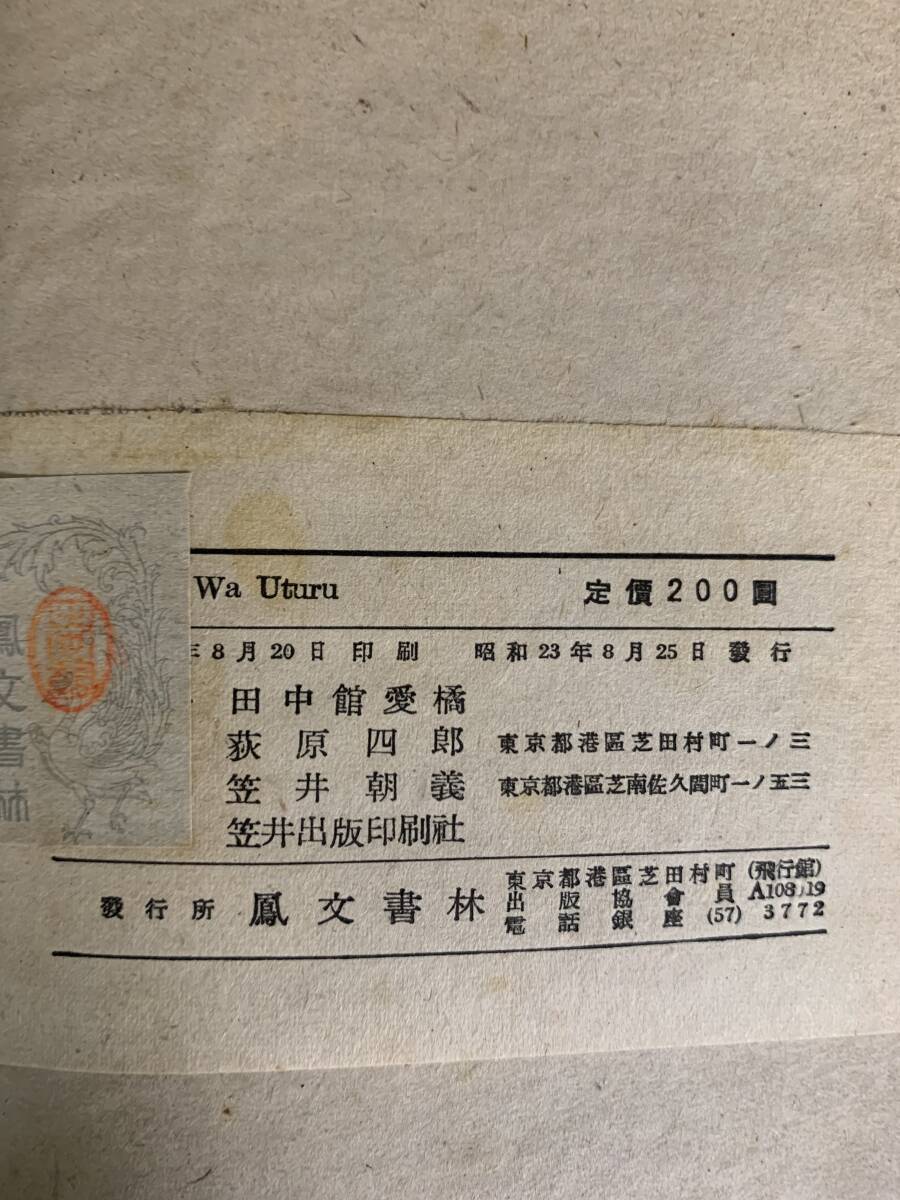 Wa Uturu 定價200圓
年8月20日 印刷 昭和23年8月25日 發行
田中館愛橘
荻原四郎 東京都港區芝田村町一ノ三
笠井朝義 東京都港區芝南佐久間町一ノ五三
笠井出版印刷社
發行所 鳳文書林
東京都港區芝田村町(飛行館)
出版協會員 A108019
電話銀座(57)3772
鳳文書林